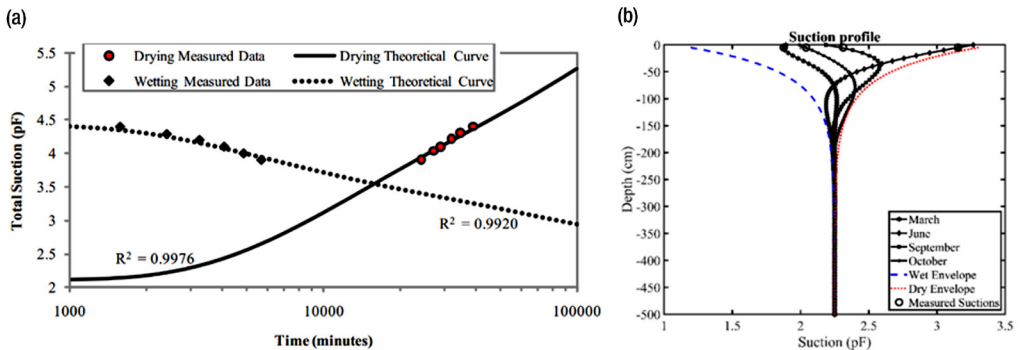 (a)
Total Suction (pF)
5.5
5
4.5
4
3.5
3
2.5
2
Drying Measured Data
Drying Theoretical Curve
Wetting Measured Data
Wetting Theoretical Curve
R² = 0.9976
R² = 0.9920
1000
10000
100000
Time (minutes)
(b)
Suction profile
Depth (cm)
0
-50
-100
-150
-200
-250
-300
-350
-400
-450
-500
March
June
September
October
Wet Envelope
Dry Envelope
Measured Suctions
1
1.5
2
2.5
3
3.5
Suction (pF)